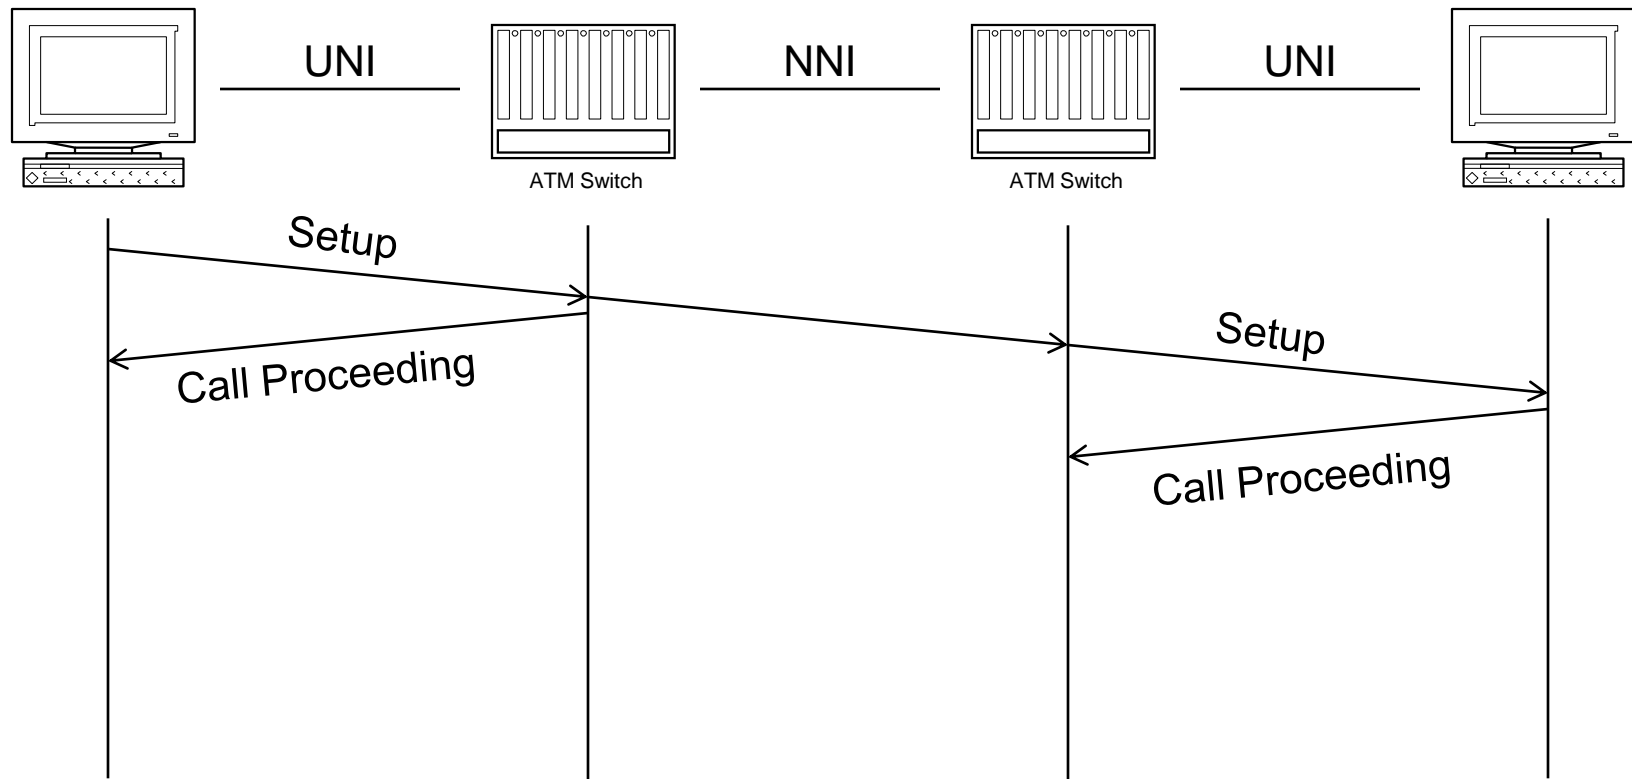 UNI
NNI
UNI
ATM Switch
ATM Switch
Setup
Setup
Call Proceeding
Call Proceeding